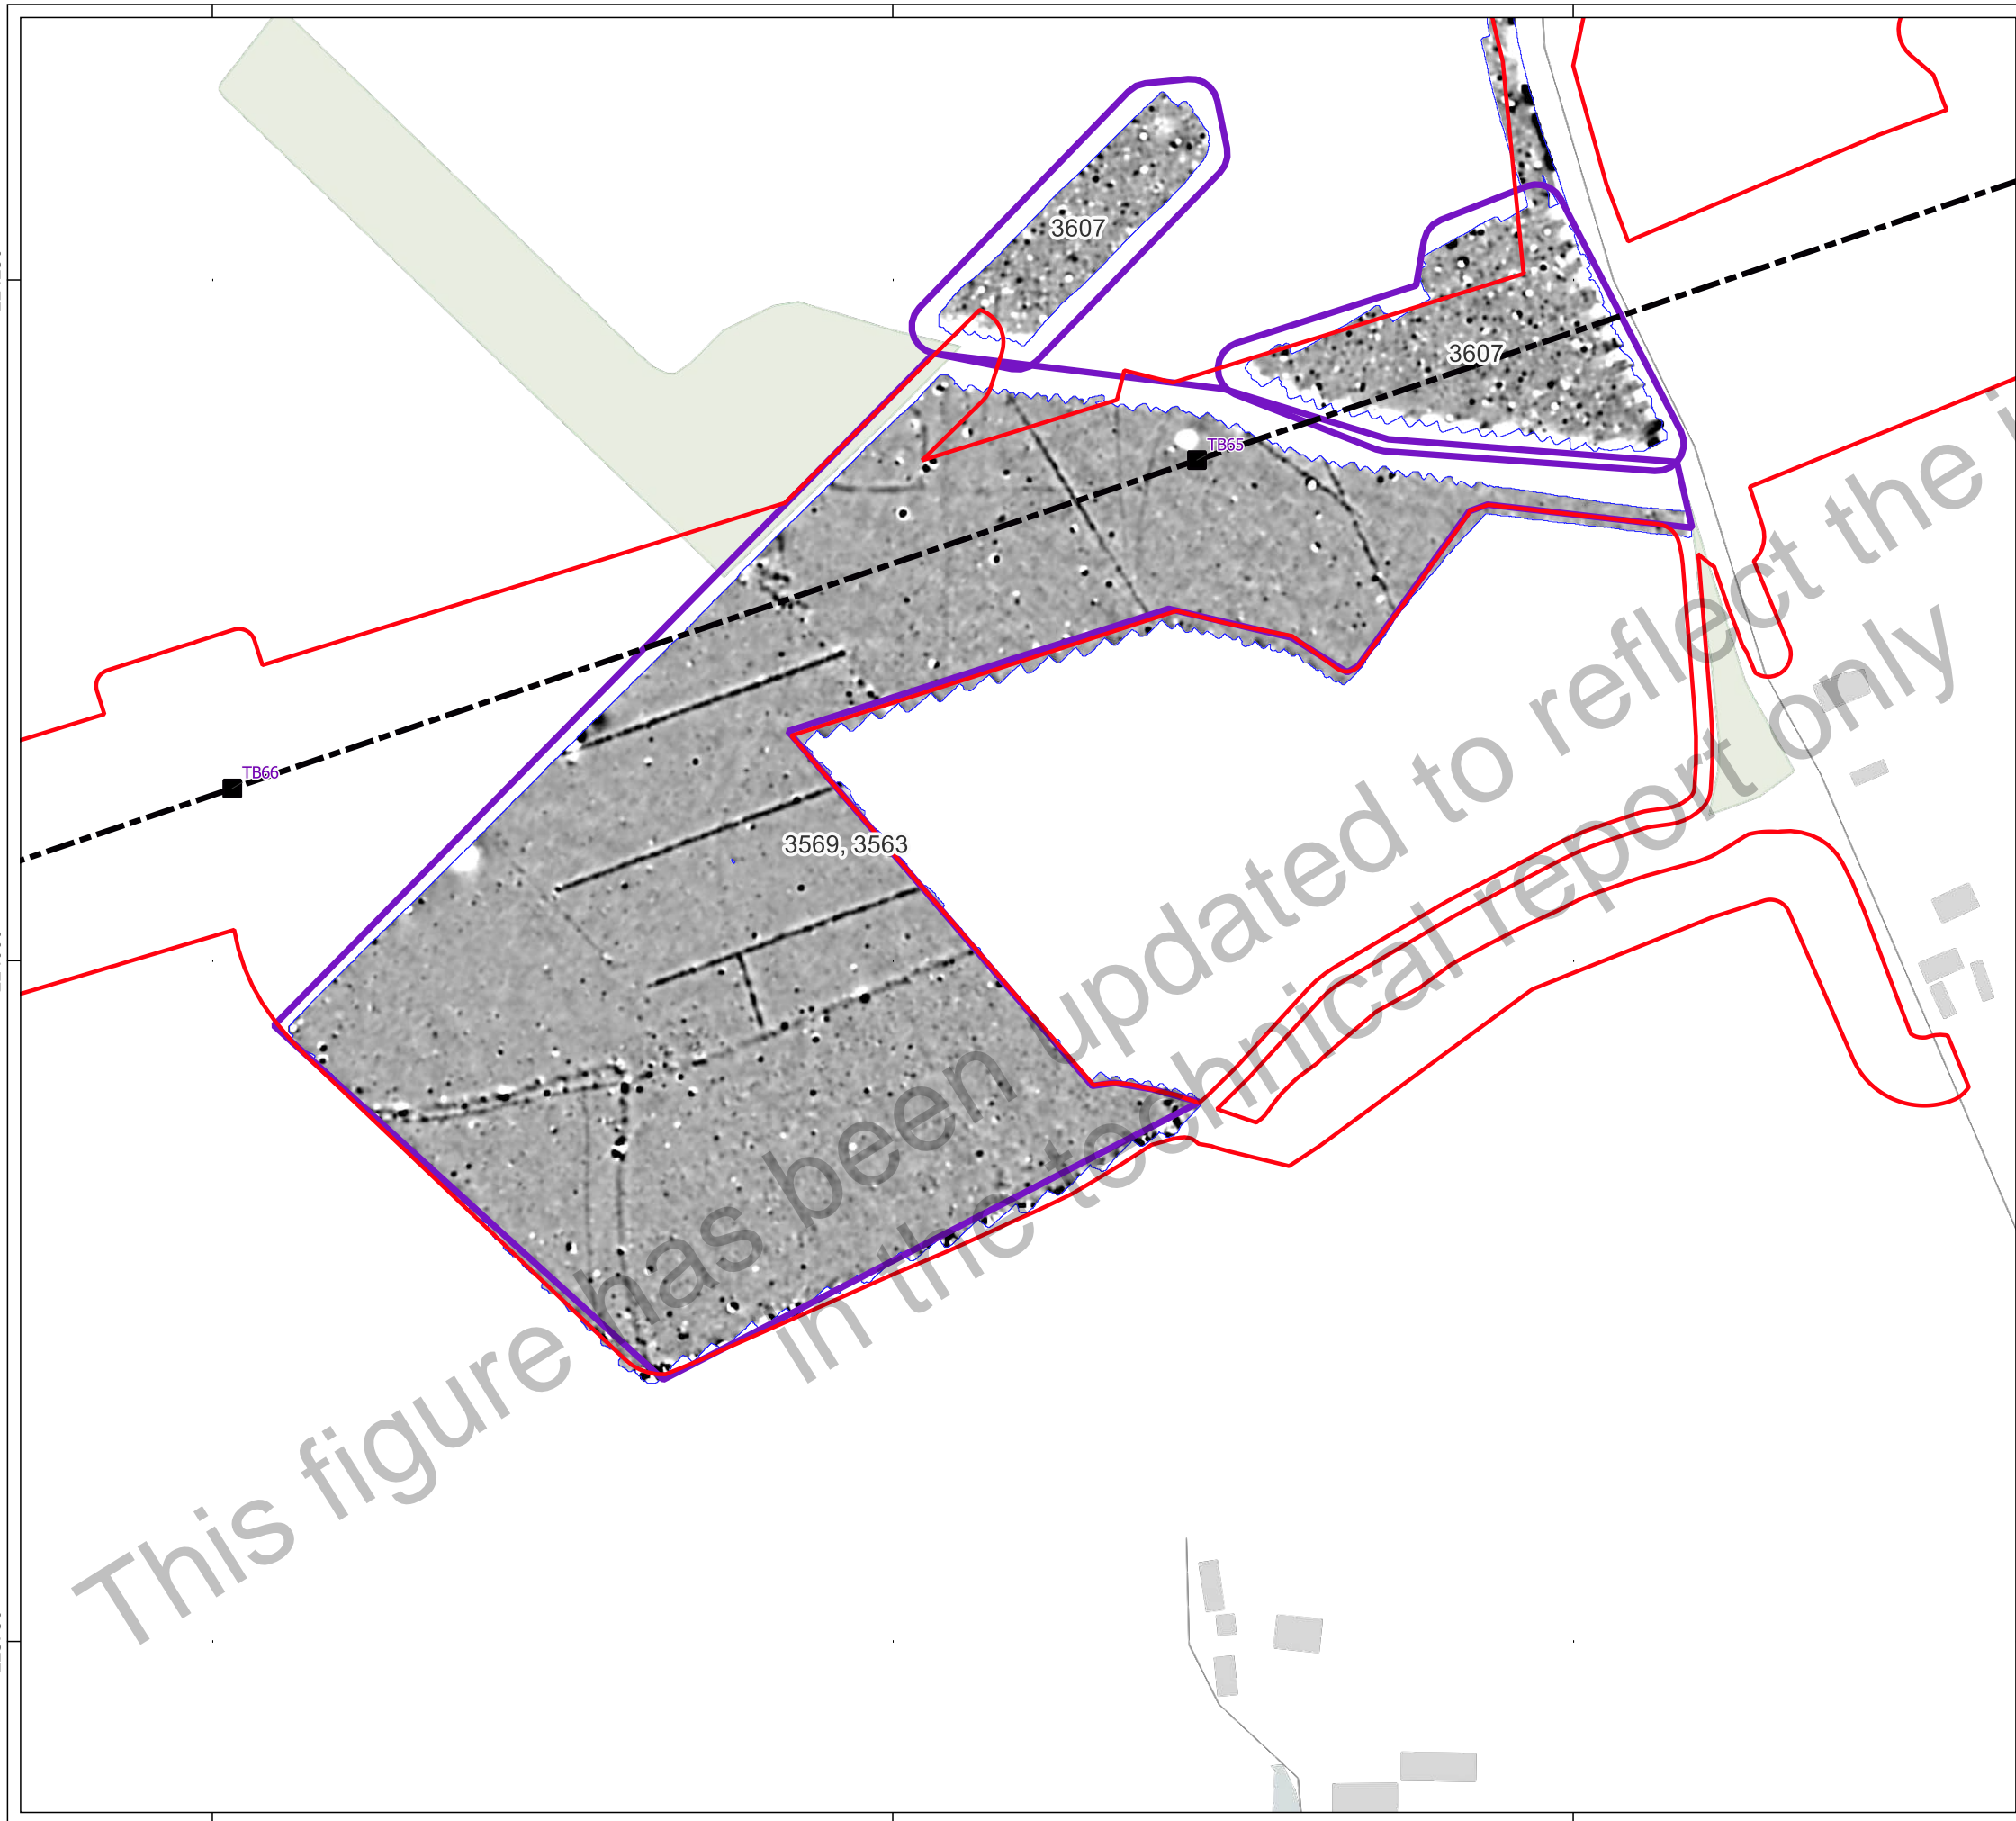 3607
3607
TB65
TB66
3569, 3563
This figure has been updated to reflect the
in the technical report only